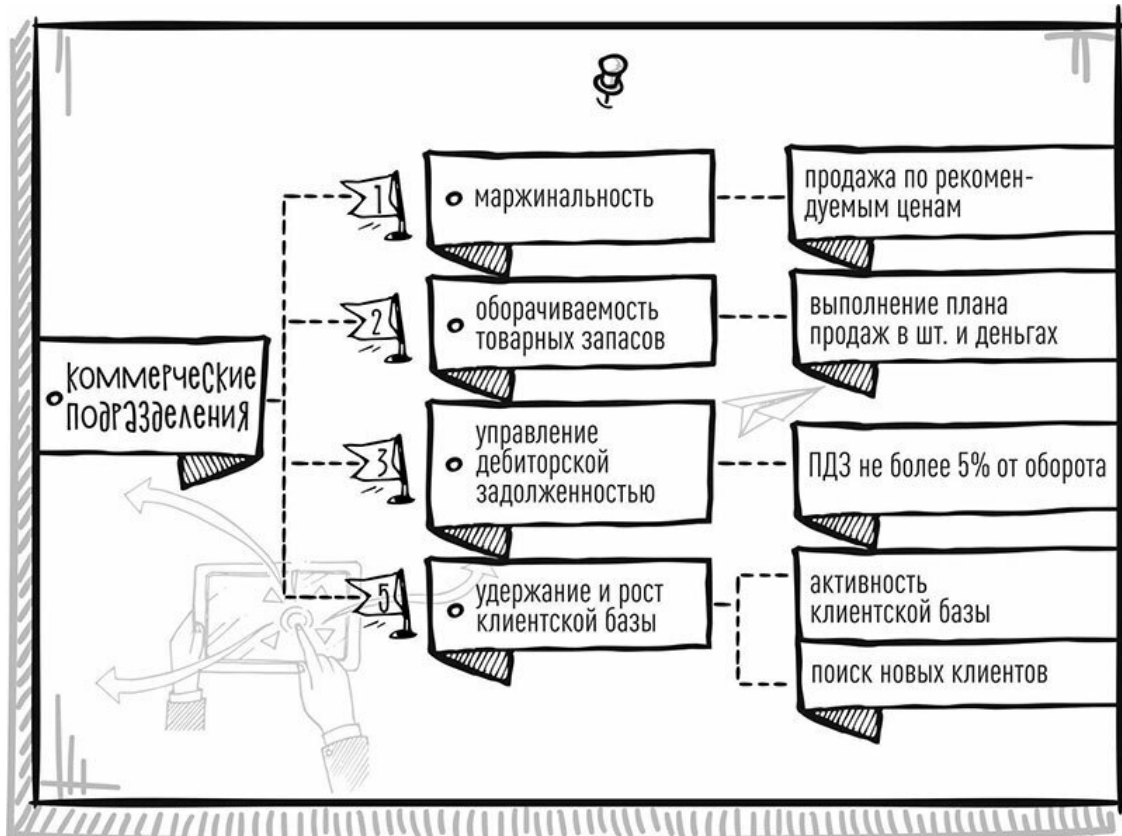 коммерческие
подразделения
1
маржинальность
продажа по рекомен-
дуемым ценам
2
оборачиваемость
товарных запасов
выполнение плана
продаж в шт. и деньгах
3
управление
дебиторской
задолженностью
ПДЗ не более 5% от оборота
5
удержание и рост
клиентской базы
активность
клиентской базы
поиск новых клиентов